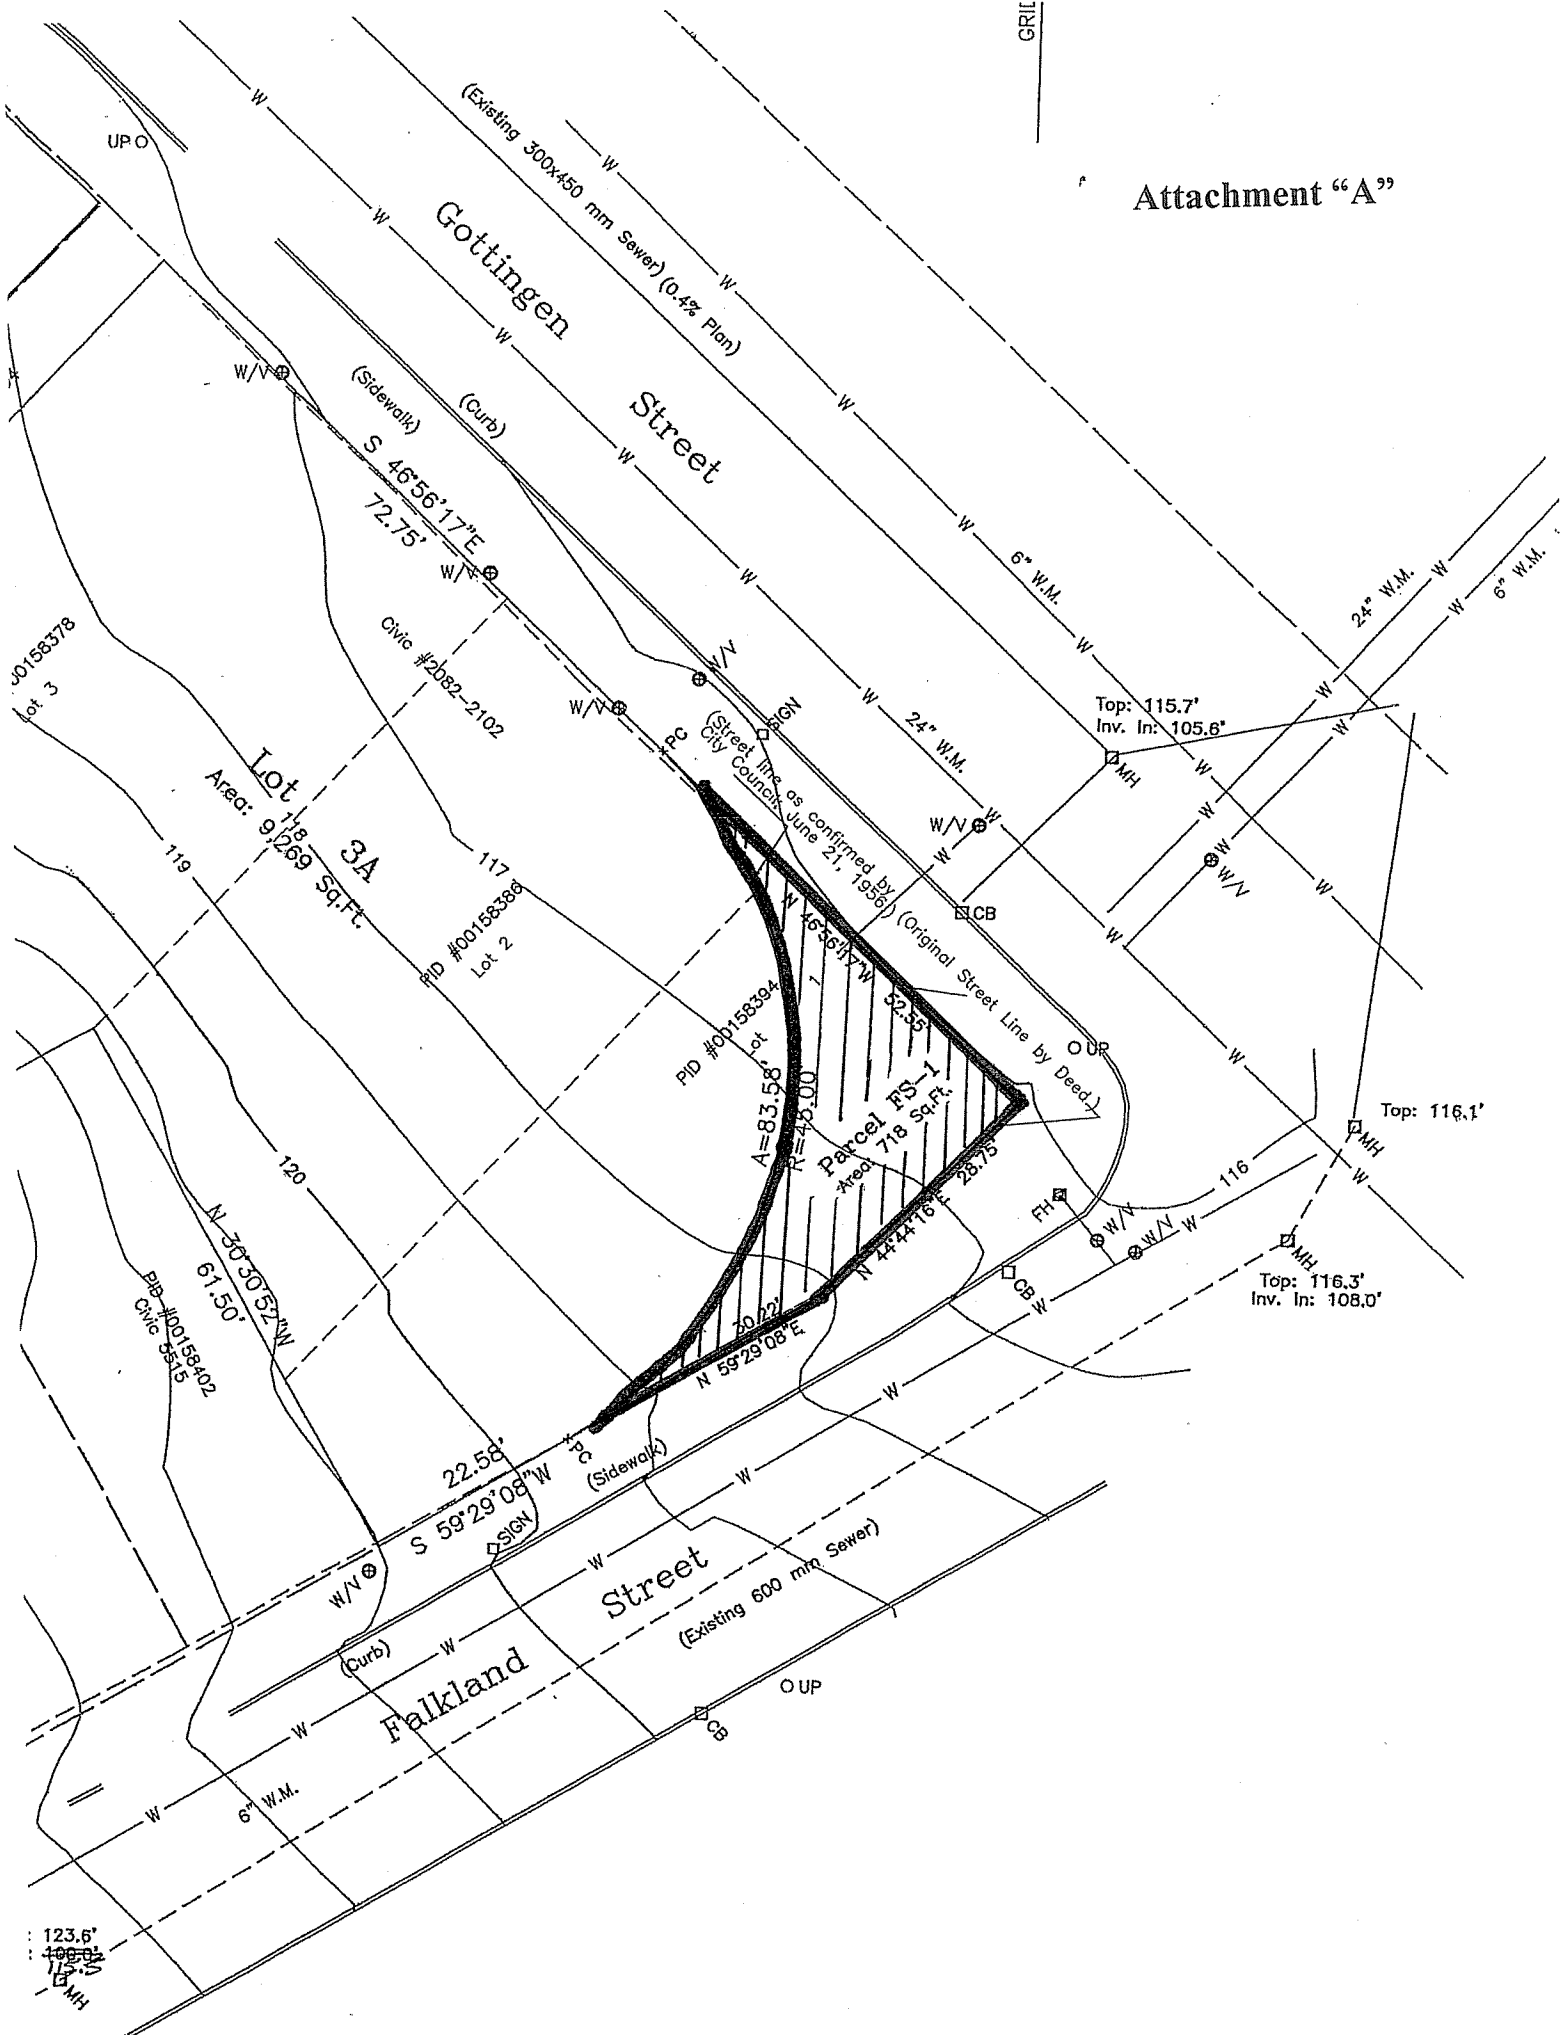 GRID
Attachment “A”
UP
W
W
(Existing 300x450 mm Sewer) (0.4% Plan)
W
W
Gottingen
Street
W
W
W
W
W
W
W/V
(Sidewalk)
(Curb)
S 46°56'17"E
72.75'
W/V
6" W.M.
24" W.M.
W
6" W.M.
W
W
Civic #2082-2102
00158378
Lot 3
W/V
W/V
PC
SIGN
(Street line as confirmed by
City Council, June 21, 1956)
24" W.M.
Top: 115.7'
Inv. In: 105.6'
MH
W
W
W
W
W
W
W/V
W
W
W/V
W
CB
W
Lot 3A
Area: 9,269 Sq.Ft.
118
119
117
PID #00158386
Lot 2
N 46°56'17"W 52.55'
(Original Street Line by Deed.)
UP
W
PID #00158394
Lot 1
A=83.58'
R=45.00
Parcel FS-1
Area: 718 Sq.Ft.
N 44°44'16"E 28.75'
Top: 116.1'
MH
W
116
120
FH
W/V
W/V
W
MH
Top: 116.3'
Inv. In: 108.0'
CB
W
N 30°30'52"W
61.50'
PID #00158402
Civic 5515
30.22'
N 59°29'08"E
PC
W
(Sidewalk)
W
22.58'
S 59°29'08"W
SIGN
W/V
W
Falkland Street
(Existing 600 mm Sewer)
(Curb)
W
UP
CB
W
W
6" W.M.
: 123.6'
: 100.0'
115.5
MH